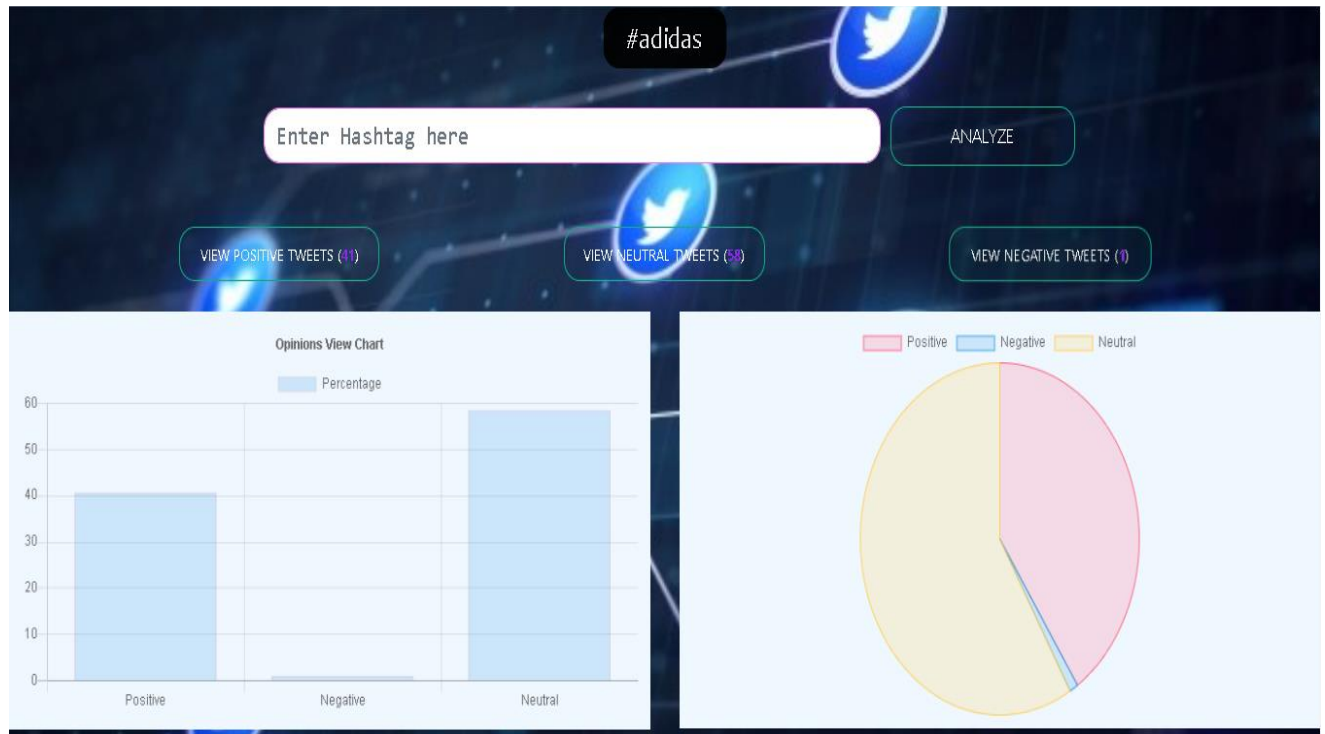 #adidas
Enter Hashtag here
ANALYZE
VIEW POSITIVE TWEETS (41)
VIEW NEUTRAL TWEETS (58)
VIEW NEGATIVE TWEETS (1)
Opinions View Chart
Percentage
60
50
40
30
20
10
0
Positive Negative Neutral
Positive Negative Neutral